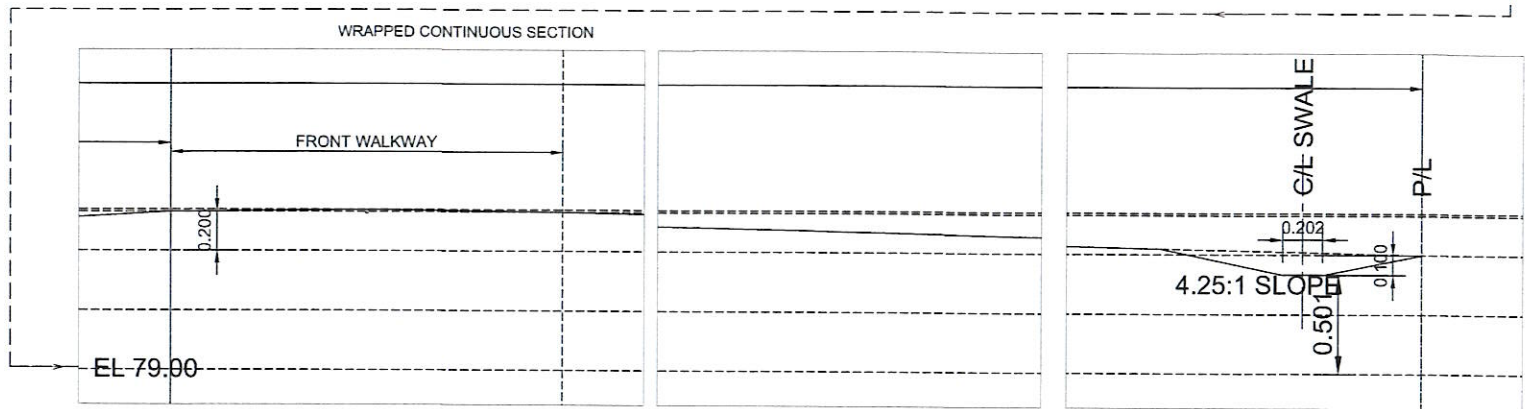 WRAPPED CONTINUOUS SECTION
FRONT WALKWAY
0.200
EL 79.00
C/L SWALE
P/L
0.202
0.100
4.25:1 SLOPE
0.501